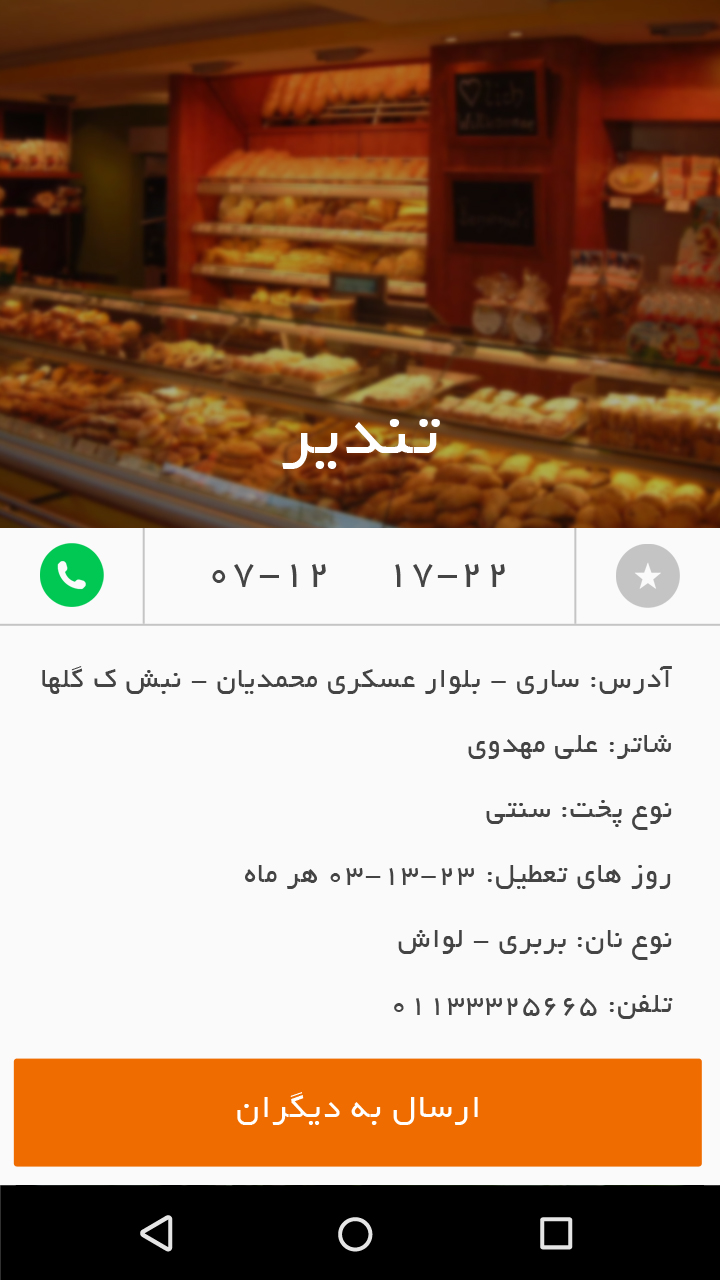 تندیر
۰۷-۱۲ ۱۷-۲۲
آدرس: ساری - بلوار عسکری محمدیان - نبش ک گلها
شاتر: علی مهدوی
نوع پخت: سنتی
روز های تعطیل: ۲۳-۱۳-۰۳ هر ماه
نوع نان: بربری - لواش
تلفن: ۰۱۱۳۳۳۲۵۶۶۵
ارسال به دیگران